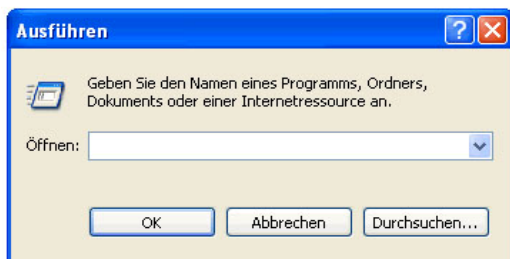 Ausführen
Geben Sie den Namen eines Programms, Ordners,
Dokuments oder einer Internetressource an.
Öffnen:
OK Abbrechen Durchsuchen...